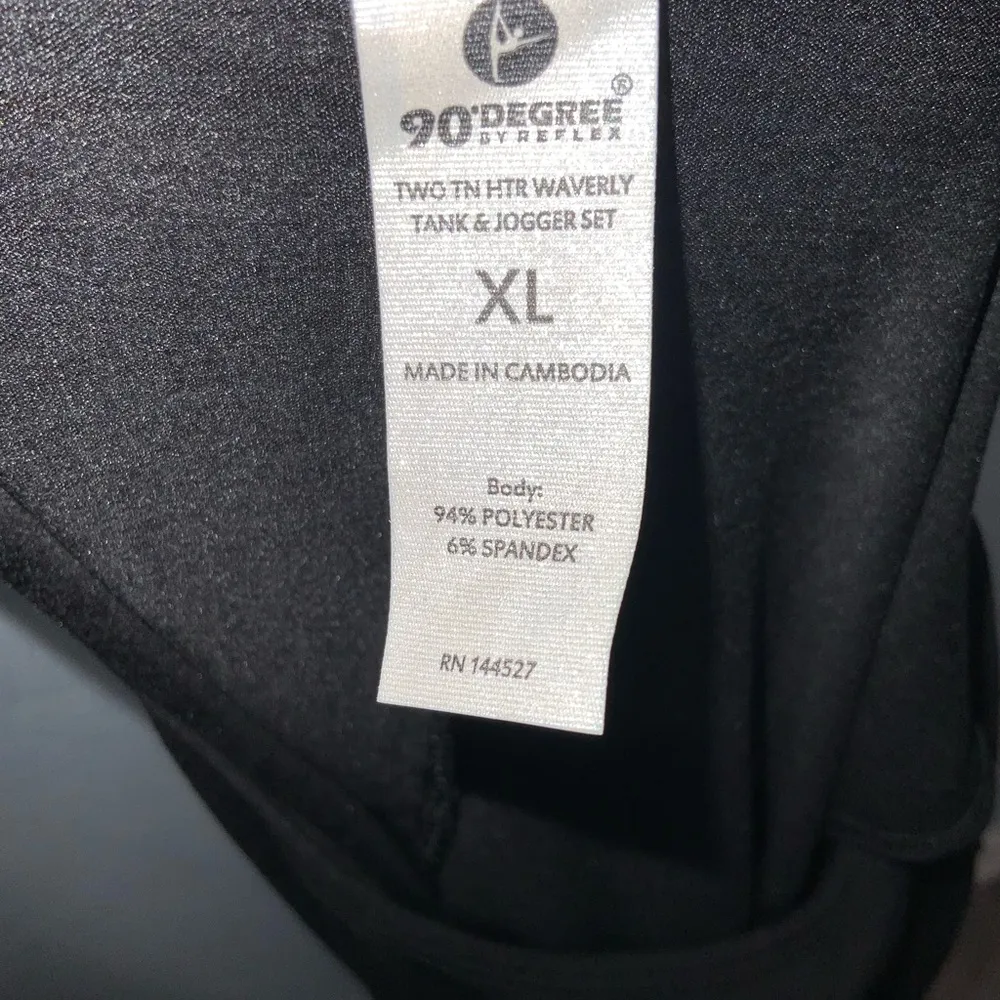 90°DEGREE®
BY REFLEX
TWO TN HTR WAVERLY
TANK & JOGGER SET
XL
MADE IN CAMBODIA
Body:
94% POLYESTER
6% SPANDEX
RN 144527